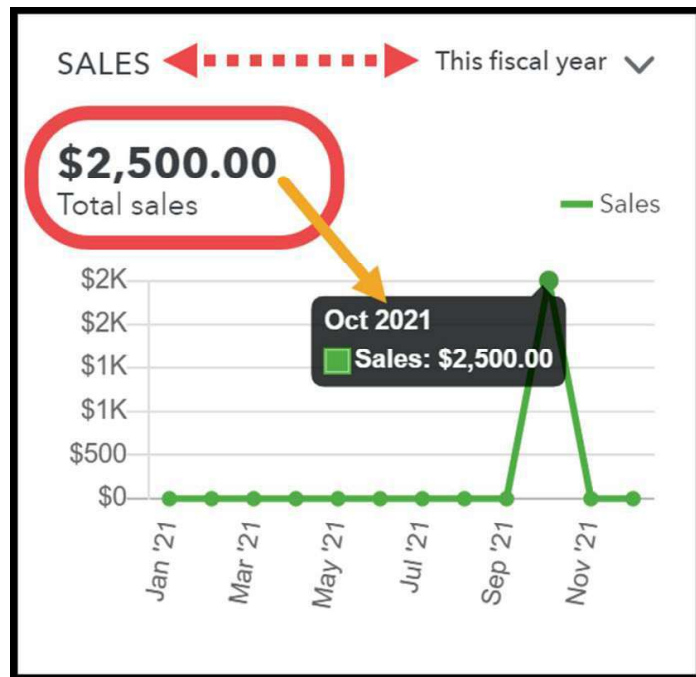 SALES This fiscal year
$2,500.00
Total sales
Sales
$2K
$2K
$1K
$1K
$500
$0
Oct 2021
Sales: $2,500.00
Jan '21
Mar '21
May '21
Jul '21
Sep '21
Nov '21